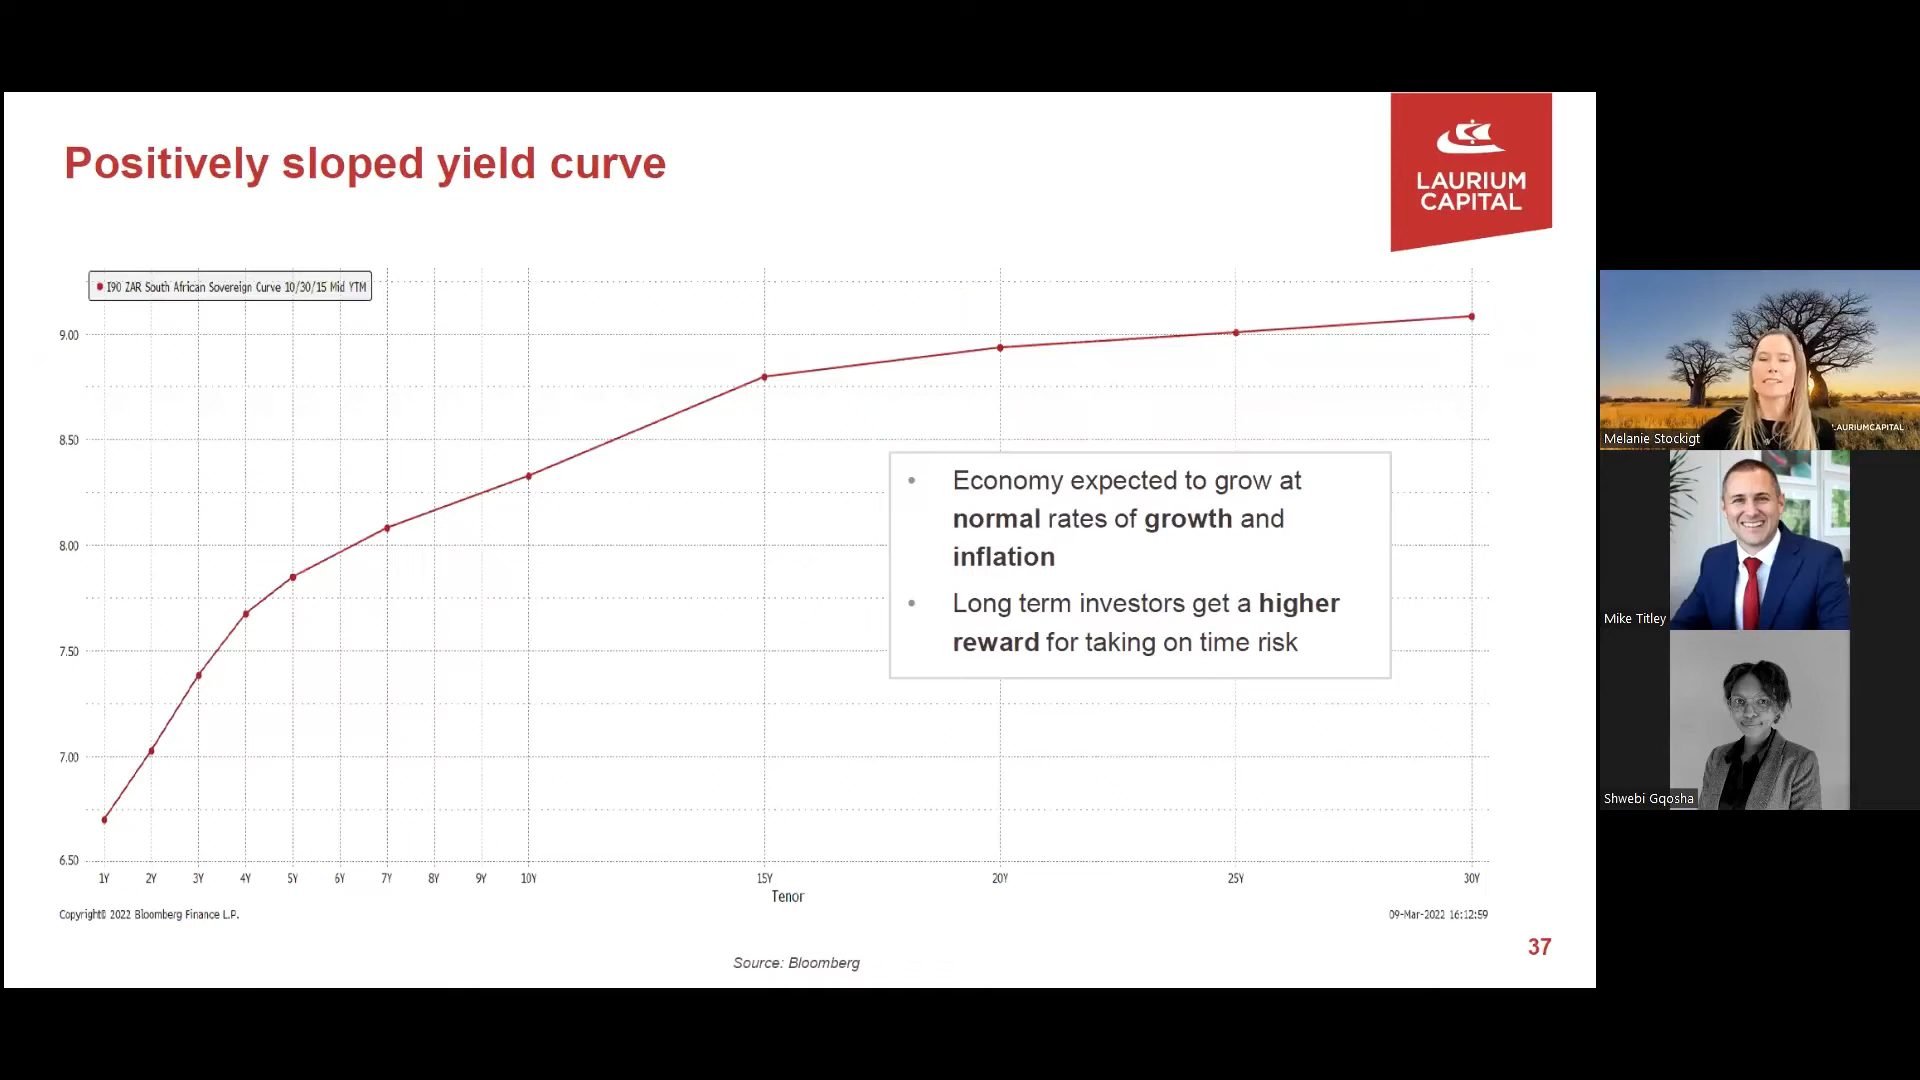 Positively sloped yield curve
LAURIUM
CAPITAL
I90 ZAR South African Sovereign Curve 10/30/15 Mid YTM
9.00
8.50
8.00
7.50
7.00
6.50
• Economy expected to grow at
normal rates of growth and
inflation
• Long term investors get a higher
reward for taking on time risk
1Y 2Y 3Y 4Y 5Y 6Y 7Y 8Y 9Y 10Y 15Y 20Y 25Y 30Y
Tenor
Copyright© 2022 Bloomberg Finance L.P.
09-Mar-2022 16:12:59
37
Source: Bloomberg
LAURIUMCAPITAL
Melanie Stockigt
Mike Titley
Shwebi Gqosha